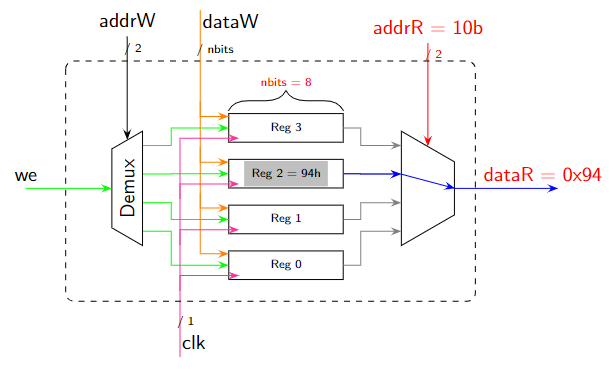 addrW
dataW
addrR = 10b
/ 2
/ nbits
/ 2
nbits = 8
Reg 3
we
Demux
Reg 2 = 94h
dataR = 0x94
Reg 1
Reg 0
/ 1
clk